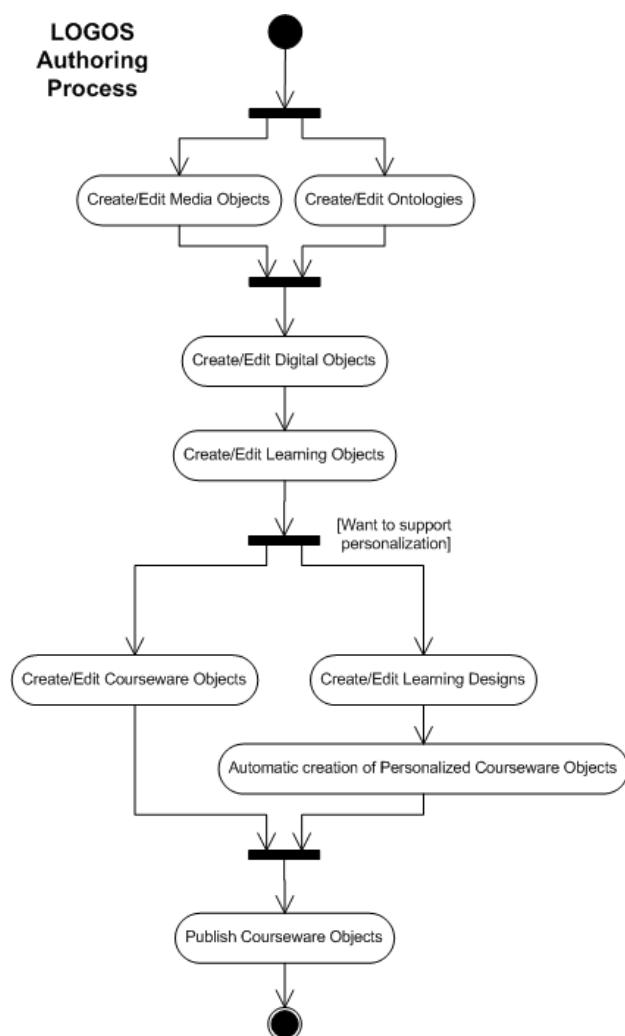 LOGOS
Authoring
Process
Create/Edit Media Objects
Create/Edit Ontologies
Create/Edit Digital Objects
Create/Edit Learning Objects
[Want to support
personalization]
Create/Edit Courseware Objects
Create/Edit Learning Designs
Automatic creation of Personalized Courseware Objects
Publish Courseware Objects